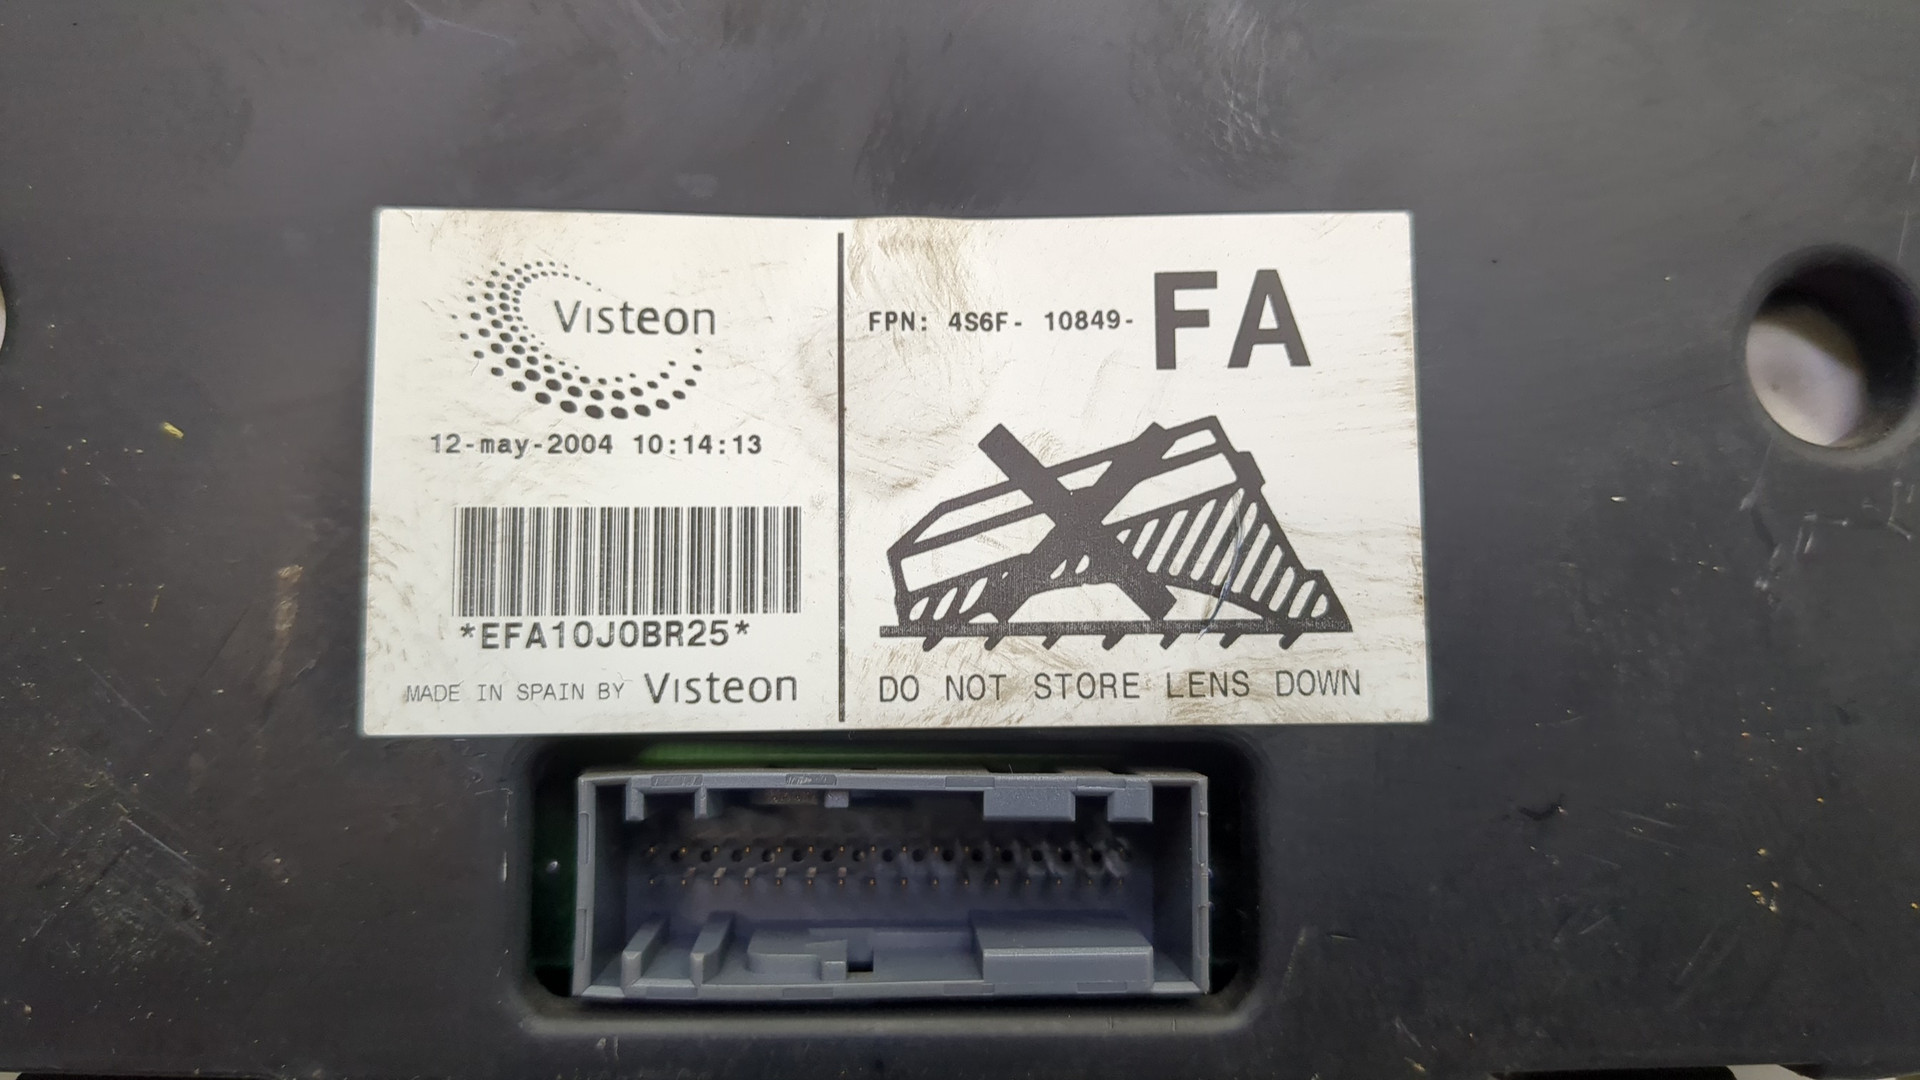 Visteon
12-may-2004 10:14:13
*EFA10J0BR25*
MADE IN SPAIN BY Visteon
FPN: 4S6F- 10849- FA
DO NOT STORE LENS DOWN